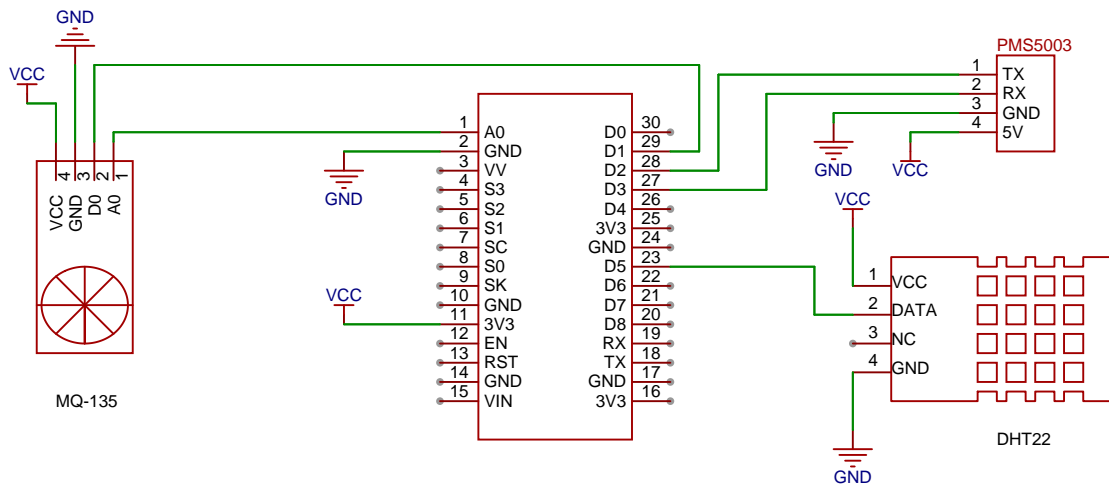 GND
VCC
VCC
GND
D0
A0
4
3
2
1
MQ-135
GND
VCC
1 A0
2 GND
3 VV
4 S3
5 S2
6 S1
7 SC
8 S0
9 SK
10 GND
11 3V3
12 EN
13 RST
14 GND
15 VIN
D0 30
D1 29
D2 28
D3 27
D4 26
3V3 25
GND 24
D5 23
D6 22
D7 21
D8 20
RX 19
TX 18
GND 17
3V3 16
PMS5003
1 TX
2 RX
3 GND
4 5V
GND
VCC
VCC
1 VCC
2 DATA
3 NC
4 GND
DHT22
GND